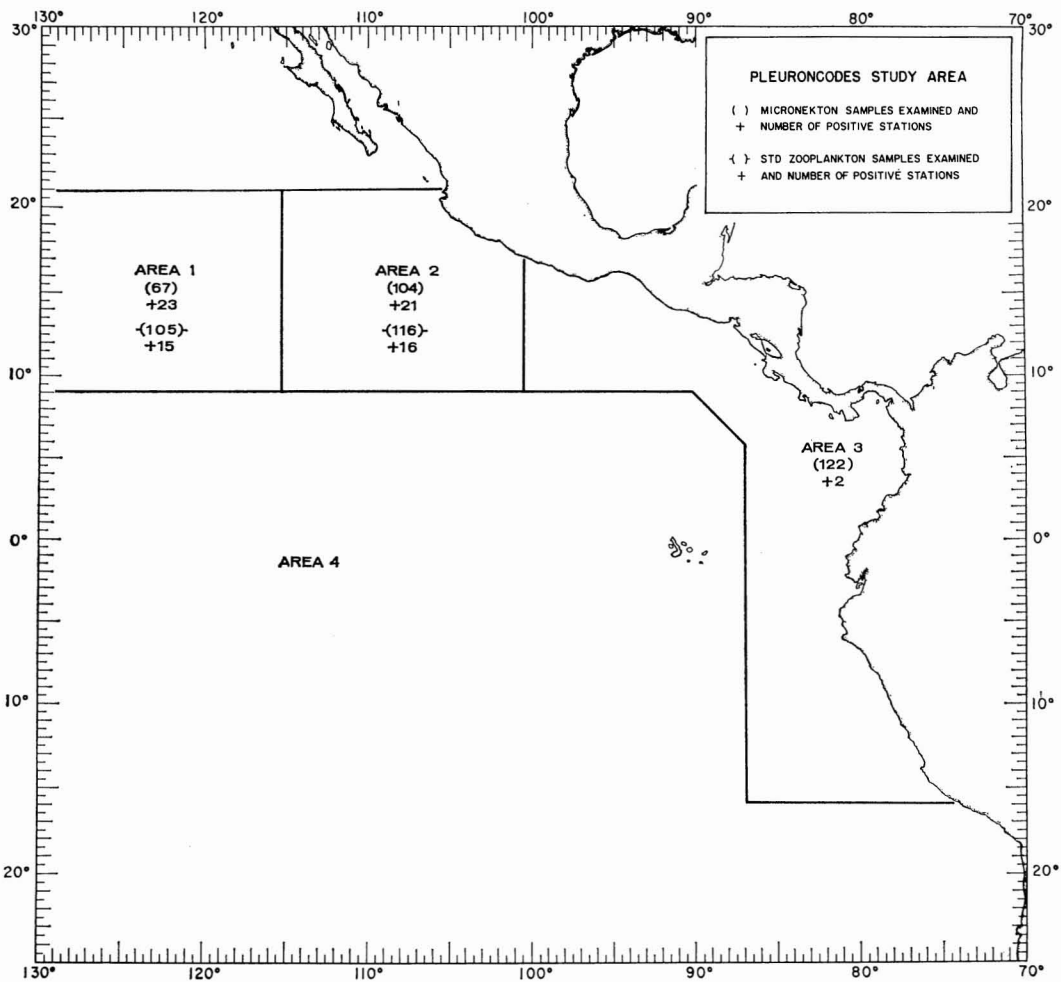 130° 120° 110° 100° 90° 80° 70°
30° 30°
PLEURONCODES STUDY AREA
( ) MICRONEKTON SAMPLES EXAMINED AND
+ NUMBER OF POSITIVE STATIONS
-( )- STD ZOOPLANKTON SAMPLES EXAMINED
+ AND NUMBER OF POSITIVE STATIONS
20° 20°
AREA 1
(67)
+23
-(105)-
+15
AREA 2
(104)
+21
-(116)-
+16
10° 10°
AREA 3
(122)
+2
0° 0°
AREA 4
10° 10°
20° 20°
130° 120° 110° 100° 90° 80° 70°